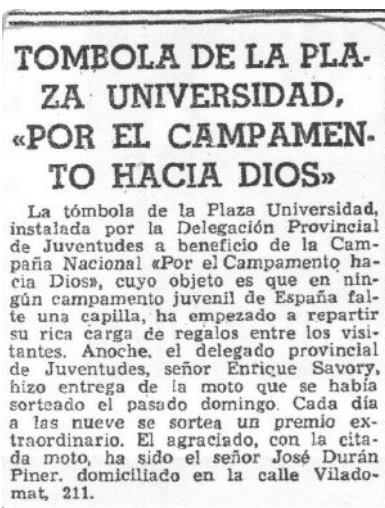 TOMBOLA DE LA PLA-
ZA UNIVERSIDAD,
«POR EL CAMPAMEN-
TO HACIA DIOS»
La tómbola de la Plaza Universidad,
instalada por la Delegación Provincial
de Juventudes a beneficio de la Cam-
paña Nacional «Por el Campamento ha-
cia Dios», cuyo objeto es que en nin-
gún campamento juvenil de España fal-
te una capilla, ha empezado a repartir
su rica carga de regalos entre los visi-
tantes. Anoche, el delegado provincial
de Juventudes, señor Enrique Savory,
hizo entrega de la moto que se había
sorteado el pasado domingo. Cada día
a las nueve se sortea un premio ex-
traordinario. El agraciado, con la cita-
da moto, ha sido el señor José Durán
Piner. domiciliado en la calle Vilado-
mat, 211.